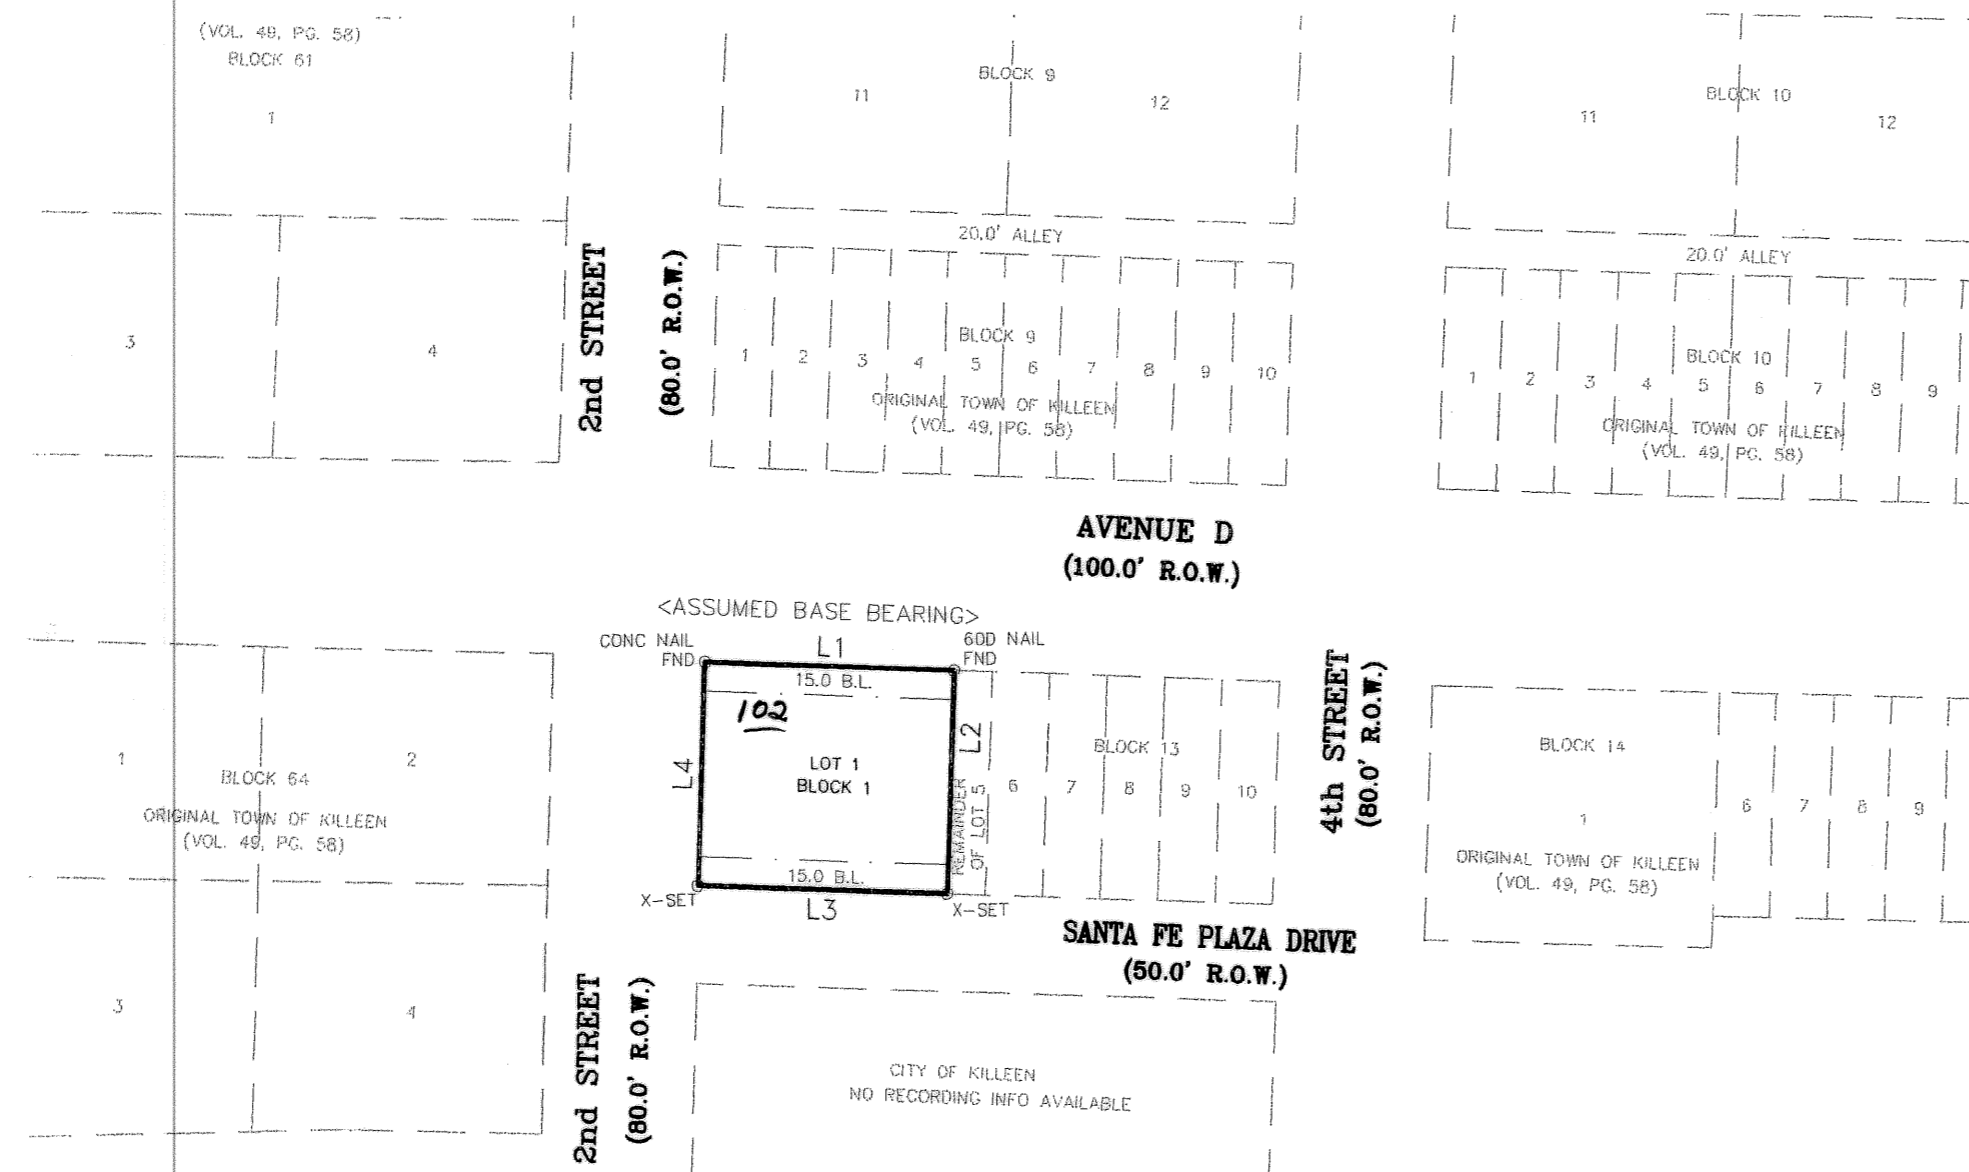 (VOL. 49, PG. 58)
BLOCK 61
1
3
4
2nd STREET
(80.0' R.O.W.)
BLOCK 9
11
12
20.0' ALLEY
BLOCK 9
1 2 3 4 5 6 7 8 9 10
ORIGINAL TOWN OF KILLEEN
(VOL. 49, PG. 58)
BLOCK 10
11
12
20.0' ALLEY
BLOCK 10
1 2 3 4 5 6 7 8 9
ORIGINAL TOWN OF KILLEEN
(VOL. 49, PG. 58)
AVENUE D
(100.0' R.O.W.)
<ASSUMED BASE BEARING>
CONC NAIL
FND
L1
60D NAIL
FND
15.0 B.L.
102
LOT 1
BLOCK 1
L4
L2
REMAINDER
OF LOT 5
15.0 B.L.
X-SET
L3
X-SET
BLOCK 13
6 7 8 9 10
4th STREET
(80.0' R.O.W.)
BLOCK 14
1
6 7 8 9
ORIGINAL TOWN OF KILLEEN
(VOL. 49, PG. 58)
1
2
BLOCK 64
ORIGINAL TOWN OF KILLEEN
(VOL. 49, PG. 58)
3
4
SANTA FE PLAZA DRIVE
(50.0' R.O.W.)
2nd STREET
(80.0' R.O.W.)
CITY OF KILLEEN
NO RECORDING INFO AVAILABLE